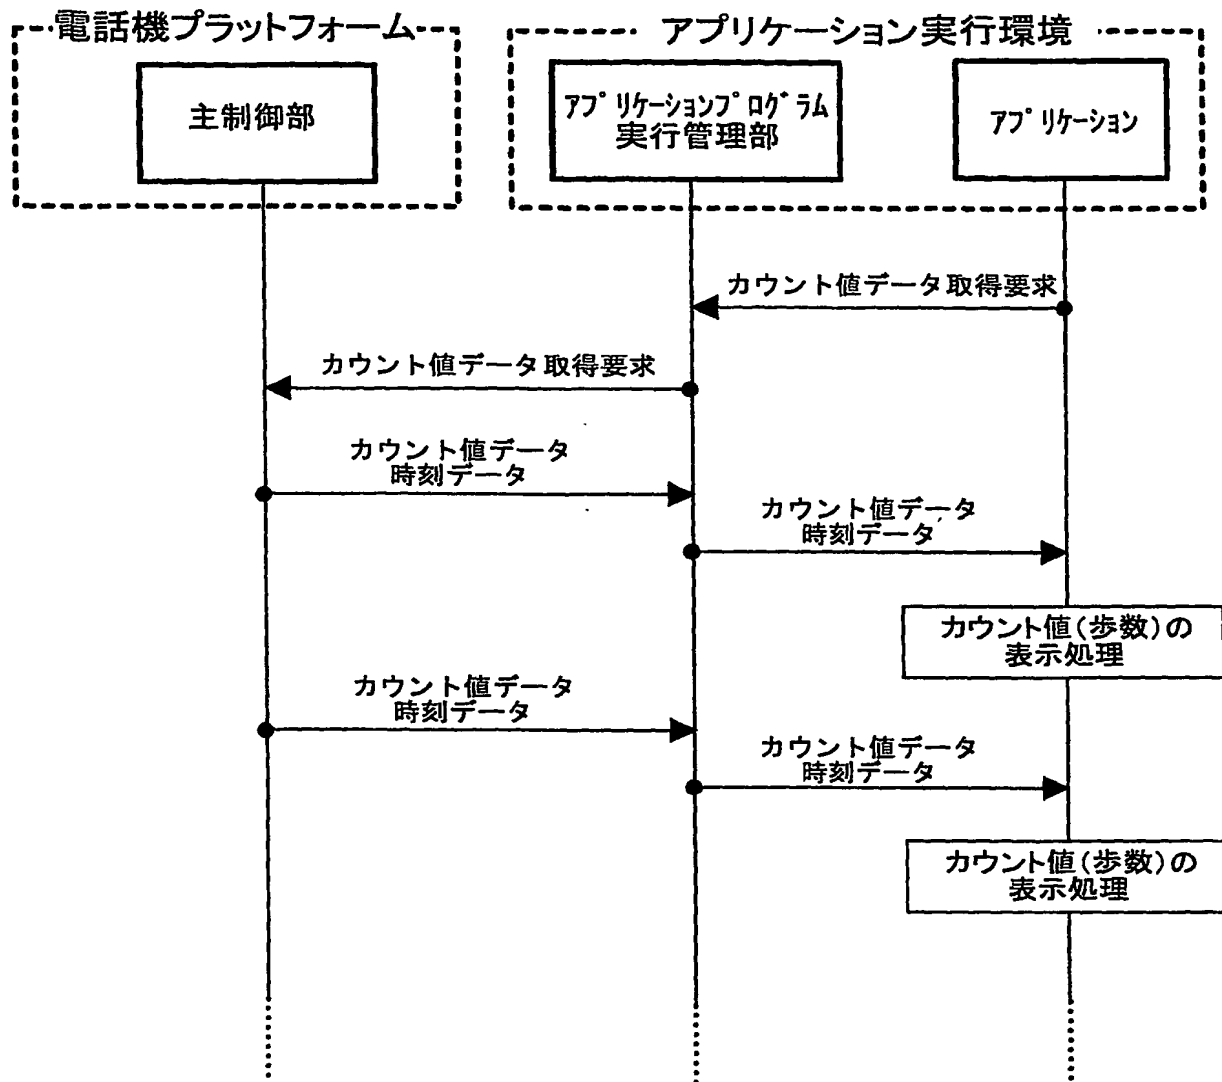 電話機プラットフォーム
アプリケーション実行環境
主制御部
アプリケーションプログラム
実行管理部
アプリケーション
カウント値データ取得要求
カウント値データ取得要求
カウント値データ
時刻データ
カウント値データ
時刻データ
カウント値(歩数)の
表示処理
カウント値データ
時刻データ
カウント値データ
時刻データ
カウント値(歩数)の
表示処理